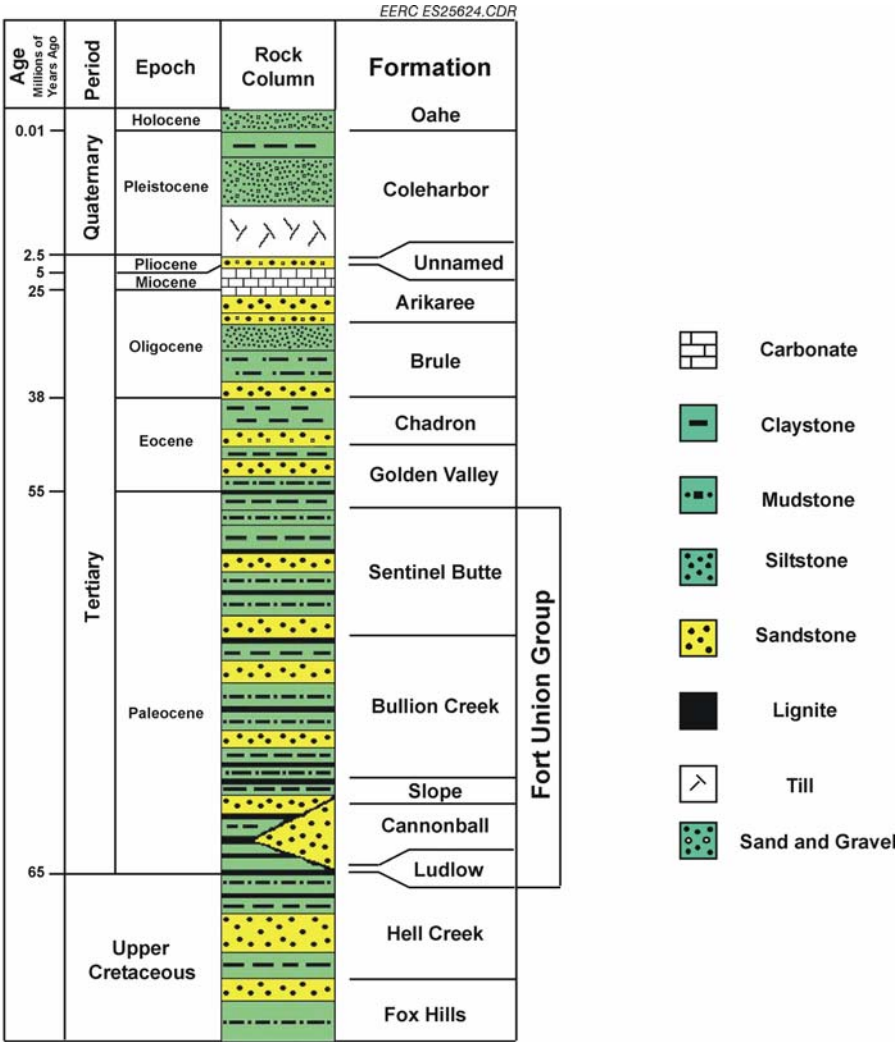 EERC ES25624.CDR
Age
Millions of
Years Ago
Period
Epoch
Rock
Column
Formation
0.01
2.5
5
25
38
55
65
Quaternary
Tertiary
Upper
Cretaceous
Holocene
Pleistocene
Pliocene
Miocene
Oligocene
Eocene
Paleocene
Oahe
Coleharbor
Unnamed
Arikaree
Brule
Chadron
Golden Valley
Sentinel Butte
Bullion Creek
Slope
Cannonball
Ludlow
Hell Creek
Fox Hills
Fort Union Group
Carbonate
Claystone
Mudstone
Siltstone
Sandstone
Lignite
Till
Sand and Gravel